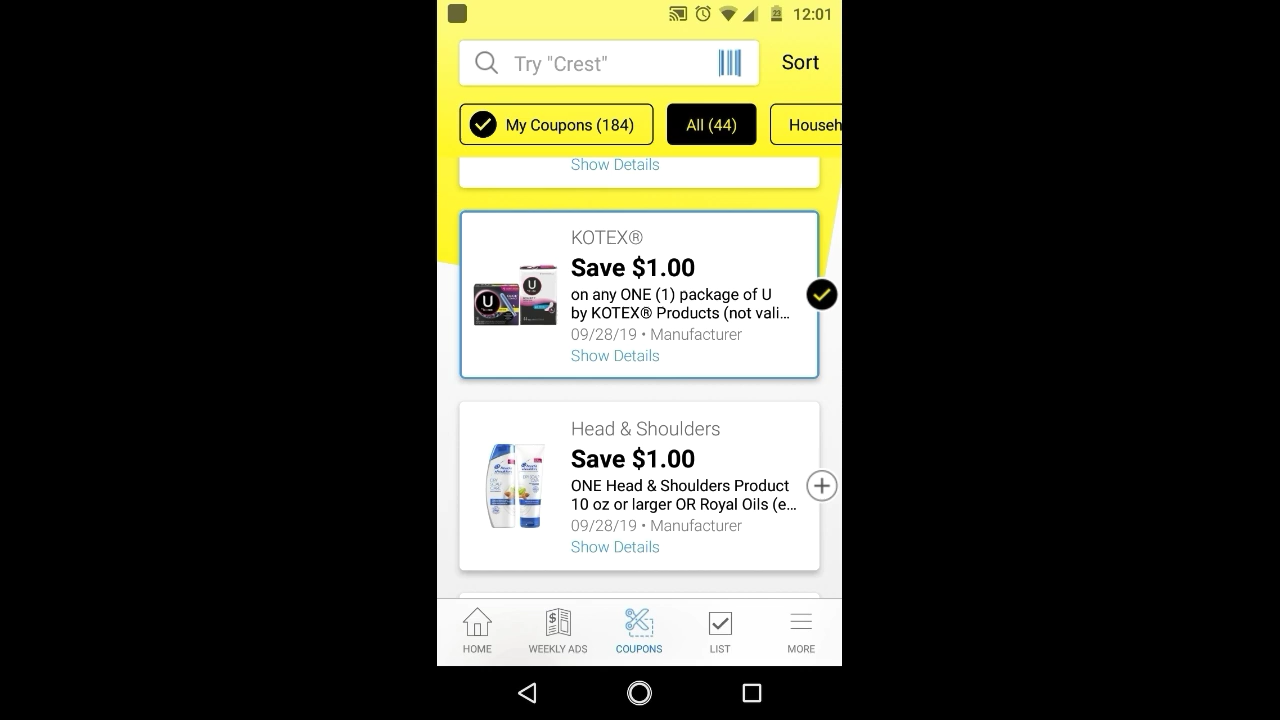 12:01
Try "Crest"
Sort
My Coupons (184)
All (44)
Househ
Show Details
KOTEX®
Save $1.00
on any ONE (1) package of U
by KOTEX® Products (not vali...
09/28/19 • Manufacturer
Show Details
Head & Shoulders
Save $1.00
ONE Head & Shoulders Product
10 oz or larger OR Royal Oils (e...
09/28/19 • Manufacturer
Show Details
HOME
WEEKLY ADS
COUPONS
LIST
MORE